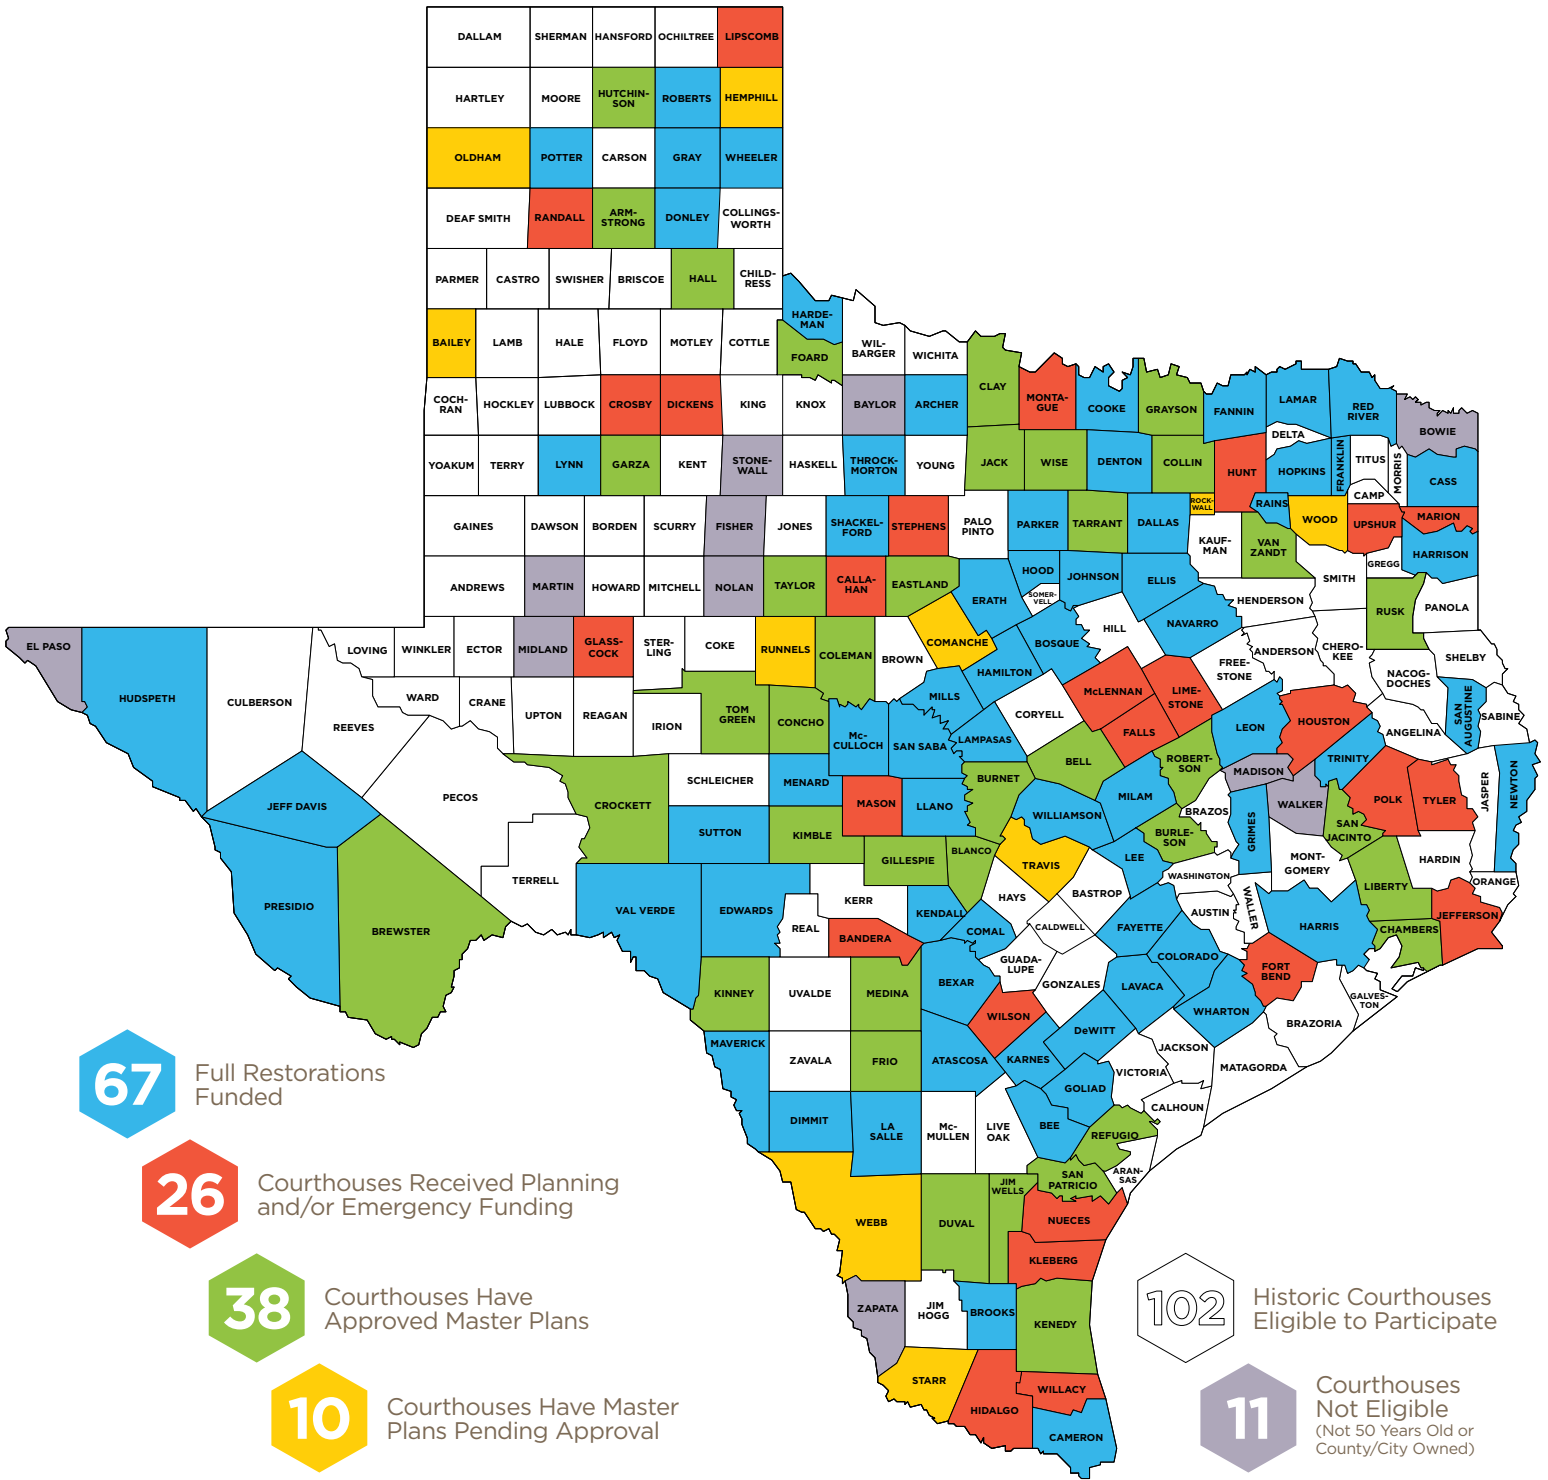 DALLAM
SHERMAN
HANSFORD
OCHILTREE
LIPSCOMB
HARTLEY
MOORE
HUTCHIN-
SON
ROBERTS
HEMPHILL
OLDHAM
POTTER
CARSON
GRAY
WHEELER
DEAF SMITH
RANDALL
ARM-
STRONG
DONLEY
COLLINGS-
WORTH
PARMER
CASTRO
SWISHER
BRISCOE
HALL
CHILD-
RESS
HARDE-
MAN
BAILEY
LAMB
HALE
FLOYD
MOTLEY
COTTLE
FOARD
WIL-
BARGER
WICHITA
CLAY
MONTA-
GUE
COOKE
GRAYSON
FANNIN
LAMAR
RED
RIVER
BOWIE
COCH-
RAN
HOCKLEY
LUBBOCK
CROSBY
DICKENS
KING
KNOX
BAYLOR
ARCHER
YOAKUM
TERRY
LYNN
GARZA
KENT
STONE-
WALL
HASKELL
THROCK-
MORTON
YOUNG
JACK
WISE
DENTON
COLLIN
HUNT
DELTA
HOPKINS
FRANKLIN
TITUS
MORRIS
CASS
CAMP
GAINES
DAWSON
BORDEN
SCURRY
FISHER
JONES
SHACKEL-
FORD
STEPHENS
PALO
PINTO
PARKER
TARRANT
DALLAS
ROCK-
WALL
RAINS
WOOD
UPSHUR
MARION
KAUF-
MAN
VAN
ZANDT
GREGG
HARRISON
ANDREWS
MARTIN
HOWARD
MITCHELL
NOLAN
TAYLOR
CALLA-
HAN
EASTLAND
ERATH
HOOD
SOMER-
VELL
JOHNSON
ELLIS
HENDERSON
SMITH
RUSK
PANOLA
EL PASO
HUDSPETH
CULBERSON
REEVES
LOVING
WINKLER
ECTOR
MIDLAND
GLASS-
COCK
STER-
LING
COKE
RUNNELS
COLEMAN
BROWN
COMANCHE
HAMILTON
BOSQUE
HILL
NAVARRO
FREE-
STONE
ANDERSON
CHERO-
KEE
NACOG-
DOCHES
SHELBY
WARD
CRANE
UPTON
REAGAN
IRION
TOM
GREEN
CONCHO
Mc-
CULLOCH
SAN SABA
MILLS
LAMPASAS
CORYELL
McLENNAN
LIME-
STONE
FALLS
LEON
HOUSTON
ANGELINA
SAN
AUGUSTINE
SABINE
JEFF DAVIS
PECOS
CROCKETT
SCHLEICHER
MENARD
MASON
LLANO
BURNET
BELL
MILAM
ROBERT-
SON
MADISON
TRINITY
WALKER
POLK
TYLER
JASPER
NEWTON
PRESIDIO
BREWSTER
TERRELL
SUTTON
KIMBLE
GILLESPIE
BLANCO
WILLIAMSON
TRAVIS
LEE
BURLE-
SON
BRAZOS
GRIMES
SAN
JACINTO
MONT-
GOMERY
LIBERTY
HARDIN
ORANGE
VAL VERDE
EDWARDS
REAL
KERR
BANDERA
KENDALL
COMAL
HAYS
CALDWELL
BASTROP
FAYETTE
WASHINGTON
AUSTIN
WALLER
HARRIS
CHAMBERS
JEFFERSON
KINNEY
UVALDE
MEDINA
BEXAR
GUADA-
LUPE
GONZALES
LAVACA
COLORADO
WHARTON
FORT
BEND
BRAZORIA
GALVES-
TON
MAVERICK
ZAVALA
FRIO
ATASCOSA
WILSON
KARNES
DeWITT
VICTORIA
JACKSON
MATAGORDA
DIMMIT
LA
SALLE
Mc-
MULLEN
LIVE
OAK
BEE
GOLIAD
REFUGIO
CALHOUN
ARAN-
SAS
WEBB
DUVAL
JIM
WELLS
SAN
PATRICIO
NUECES
KLEBERG
ZAPATA
JIM
HOGG
BROOKS
KENEDY
STARR
HIDALGO
WILLACY
CAMERON
67
Full Restorations
Funded
26
Courthouses Received Planning
and/or Emergency Funding
38
Courthouses Have
Approved Master Plans
10
Courthouses Have Master
Plans Pending Approval
102
Historic Courthouses
Eligible to Participate
11
Courthouses
Not Eligible
(Not 50 Years Old or
County/City Owned)